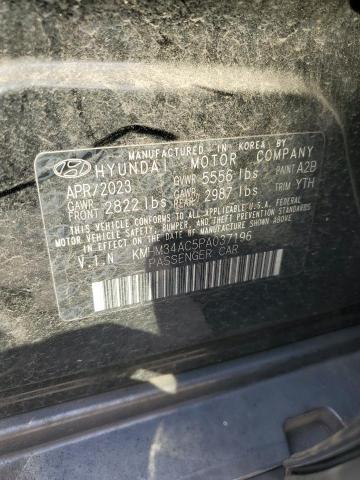 MANUFACTURED IN KOREA BY
HYUNDAI MOTOR COMPANY
APR/2023 GVWR 5556 lbs PAINT A2B
GAWR FRONT 2822 lbs GAWR REAR 2987 lbs TRIM YTH
THIS VEHICLE CONFORMS TO ALL APPLICABLE U.S.A. FEDERAL
MOTOR VEHICLE SAFETY, BUMPER, AND THEFT PREVENTION STANDARDS IN EFFECT ON THE DATE OF MANUFACTURE SHOWN ABOVE.
V.I.N KMHM34AC5PA037196
PASSENGER CAR